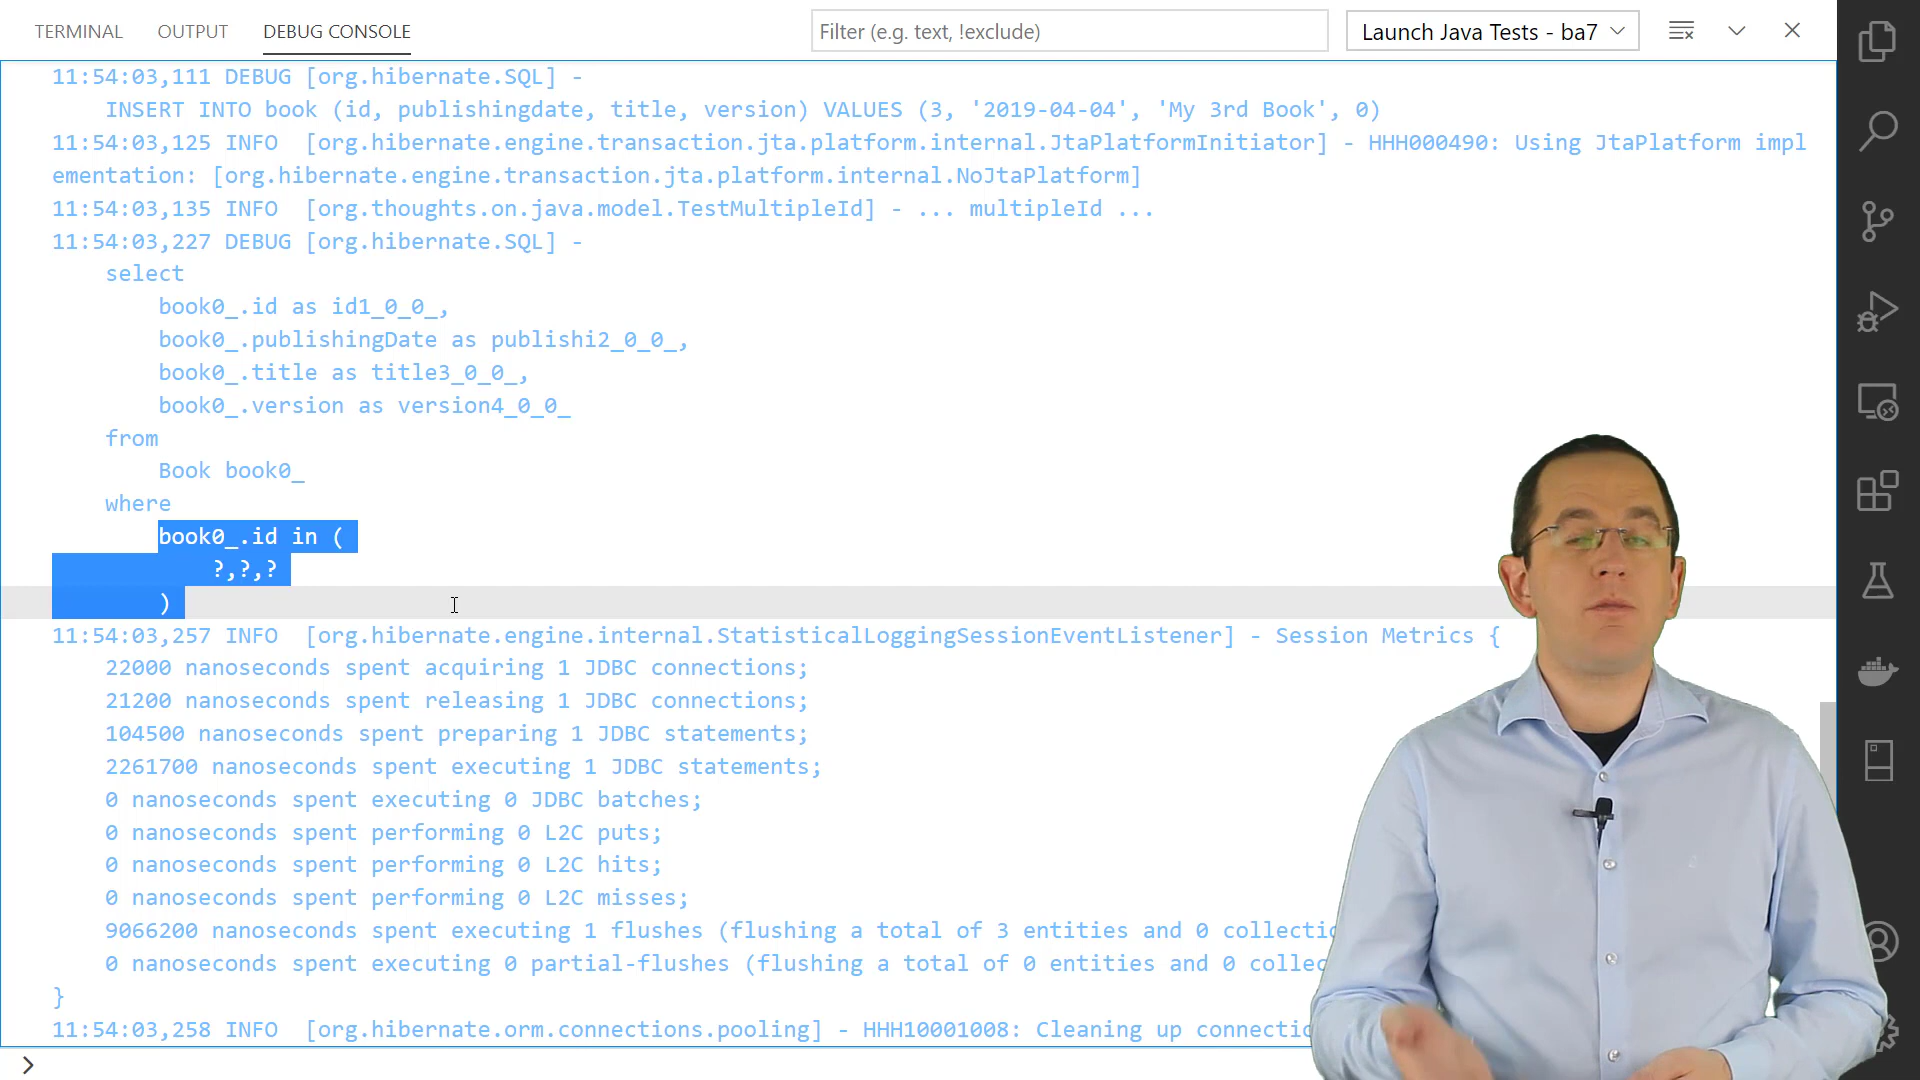 TERMINAL OUTPUT DEBUG CONSOLE Filter (e.g. text, !exclude) Launch Java Tests - ba7
11:54:03,111 DEBUG [org.hibernate.SQL] -
INSERT INTO book (id, publishingdate, title, version) VALUES (3, '2019-04-04', 'My 3rd Book', 0)
11:54:03,125 INFO [org.hibernate.engine.transaction.jta.platform.internal.JtaPlatformInitiator] - HHH000490: Using JtaPlatform impl
ementation: [org.hibernate.engine.transaction.jta.platform.internal.NoJtaPlatform]
11:54:03,135 INFO [org.thoughts.on.java.model.TestMultipleId] - ... multipleId ...
11:54:03,227 DEBUG [org.hibernate.SQL] -
select
book0_.id as id1_0_0_,
book0_.publishingDate as publishi2_0_0_,
book0_.title as title3_0_0_,
book0_.version as version4_0_0_
from
Book book0_
where
book0_.id in (
?,?,?
)
11:54:03,257 INFO [org.hibernate.engine.internal.StatisticalLoggingSessionEventListener] - Session Metrics {
22000 nanoseconds spent acquiring 1 JDBC connections;
21200 nanoseconds spent releasing 1 JDBC connections;
104500 nanoseconds spent preparing 1 JDBC statements;
2261700 nanoseconds spent executing 1 JDBC statements;
0 nanoseconds spent executing 0 JDBC batches;
0 nanoseconds spent performing 0 L2C puts;
0 nanoseconds spent performing 0 L2C hits;
0 nanoseconds spent performing 0 L2C misses;
9066200 nanoseconds spent executing 1 flushes (flushing a total of 3 entities and 0 collectio
0 nanoseconds spent executing 0 partial-flushes (flushing a total of 0 entities and 0 collec
}
11:54:03,258 INFO [org.hibernate.orm.connections.pooling] - HHH10001008: Cleaning up connectio